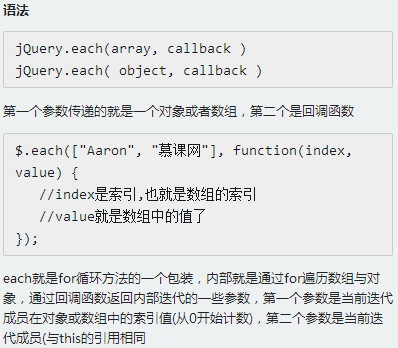 语法
jQuery.each(array, callback )
jQuery.each( object, callback )
第一个参数传递的就是一个对象或者数组，第二个是回调函数
$.each(["Aaron", "慕课网"], function(index,
value) {
//index是索引,也就是数组的索引
//value就是数组中的值了
});
each就是for循环方法的一个包装，内部就是通过for遍历数组与对
象，通过回调函数返回内部迭代的一些参数，第一个参数是当前迭代
成员在对象或数组中的索引值(从0开始计数)，第二个参数是当前迭
代成员(与this的引用相同